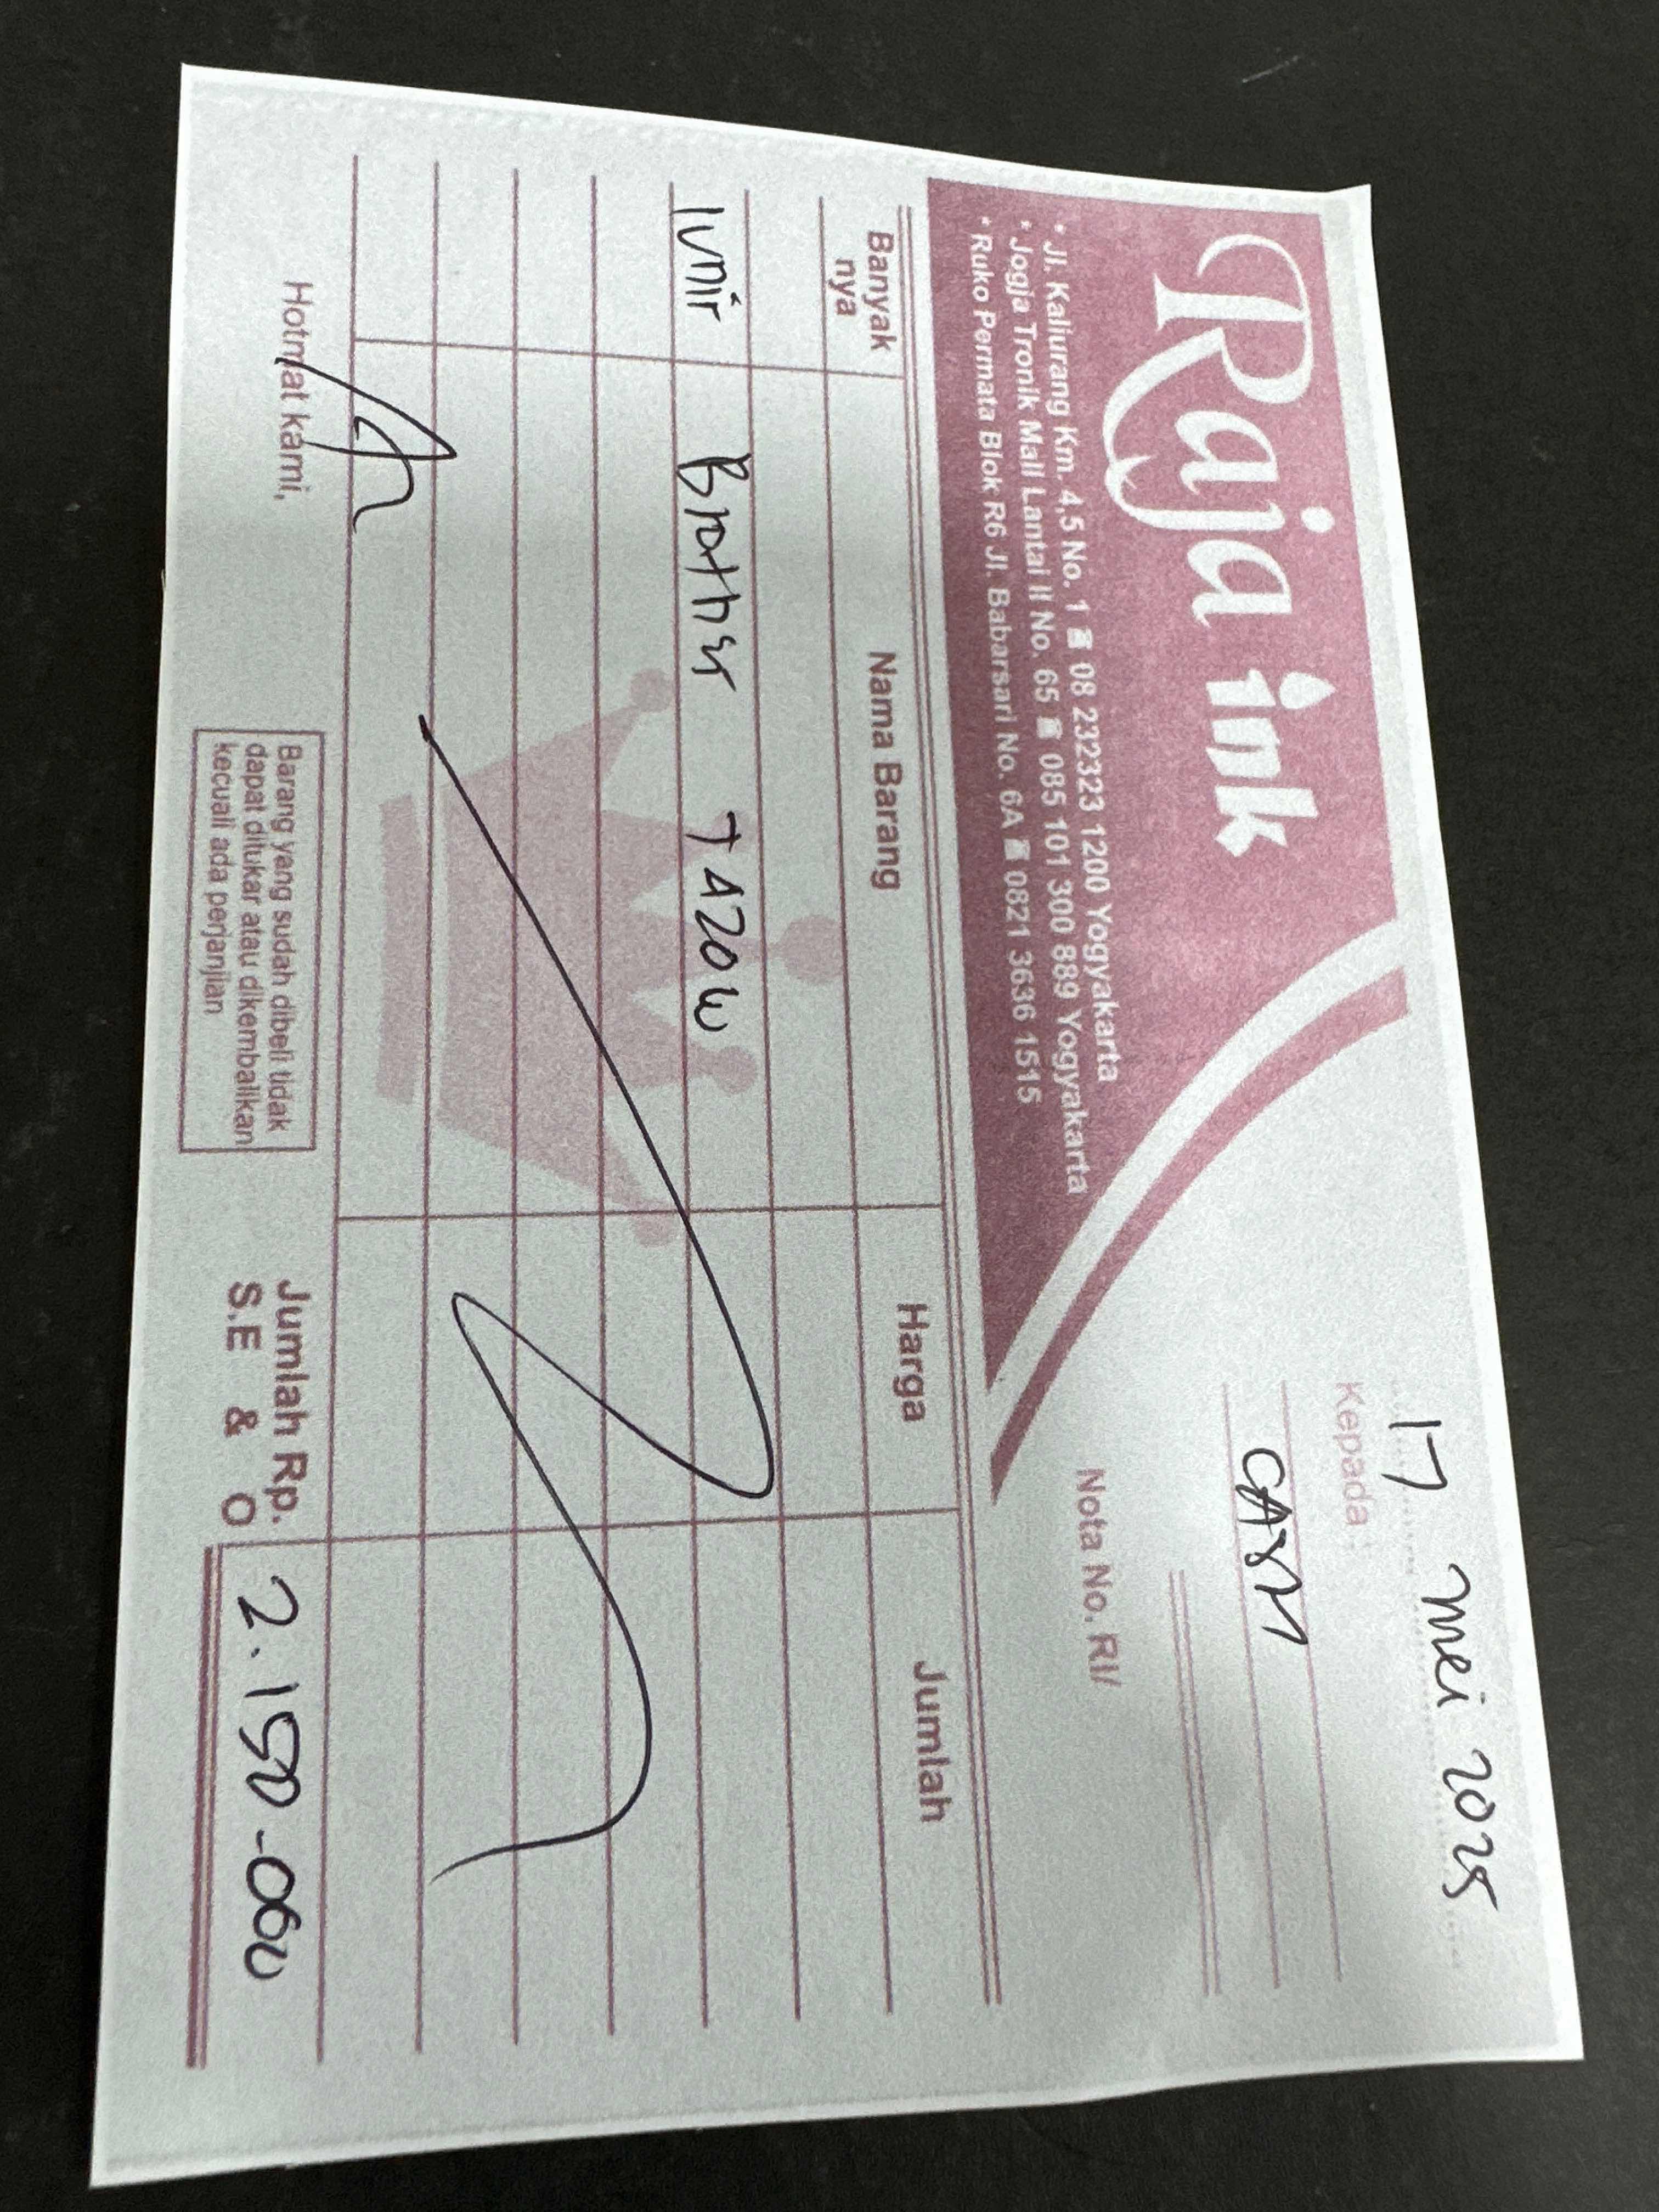 Raja ink
* Jl. Kaliurang Km. 4,5 No. 1 ☎ 08 232323 1200 Yogyakarta
* Jogja Tronik Mall Lantai II No. 65 ☎ 085 101 300 889 Yogyakarta
* Ruko Permata Blok R6 Jl. Babarsari No. 6A ☎ 0821 3636 1515
17 Mei 2025
Kepada :
CASH
Nota No. RI/
Banyak nya Nama Barang Harga Jumlah
1 unit Brother T420W
Hotmat kami,
Barang yang sudah dibeli tidak
dapat ditukar atau dikembalikan
kecuali ada perjanjian
Jumlah Rp. 2.150.000
S.E & O